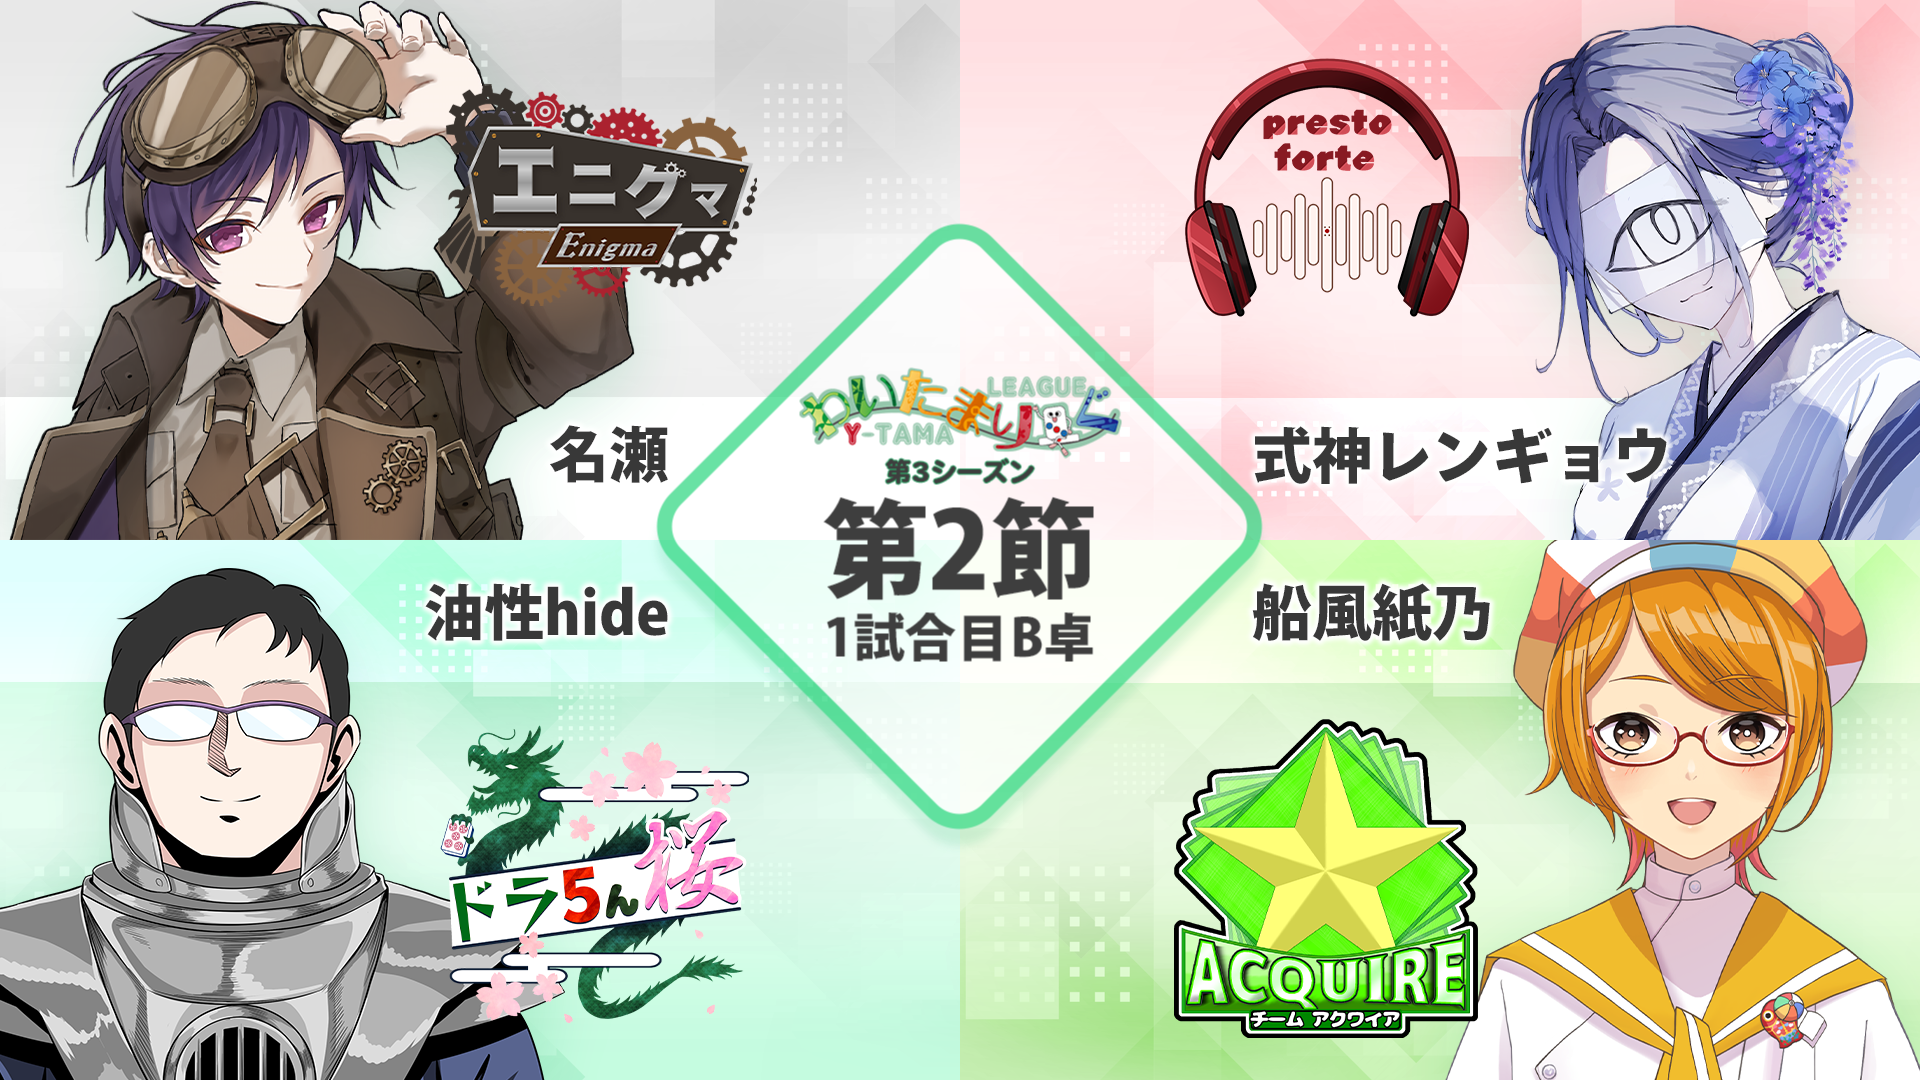 エニグマ
Enigma
名瀬
presto
forte
式神レンギョウ
わいたまりーぐ
LEAGUE
Y-TAMA
第3シーズン
第2節
1試合目B卓
油性hide
ドラ5ん桜
船風紙乃
ACQUIRE
チーム アクワイア